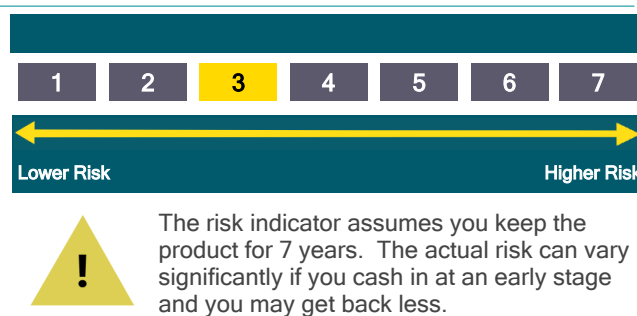 1 2 3 4 5 6 7
Lower Risk Higher Risk
! The risk indicator assumes you keep the
product for 7 years. The actual risk can vary
significantly if you cash in at an early stage
and you may get back less.